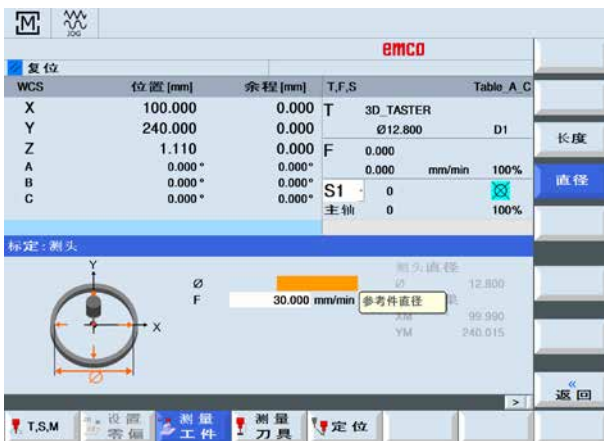 M
JOG
emco
复位
WCS 位置 [mm] 余程 [mm] T,F,S Table_A_C
X 100.000 0.000 T 3D_TASTER
Y 240.000 0.000 Ø12.800 D1
Z 1.110 0.000 F 0.000
A 0.000° 0.000° 0.000 mm/min 100%
B 0.000° 0.000° S1 0
C 0.000° 0.000° 主轴 0 100%
长度
直径
标定:测头
Y
X
Ø
Ø
F 30.000 mm/min 参考件直径
测头直径
Ø 12.800
果
XM 99.990
YM 240.015
«
返回
>
T,S,M 设置零偏 测量工件 测量刀具 定位